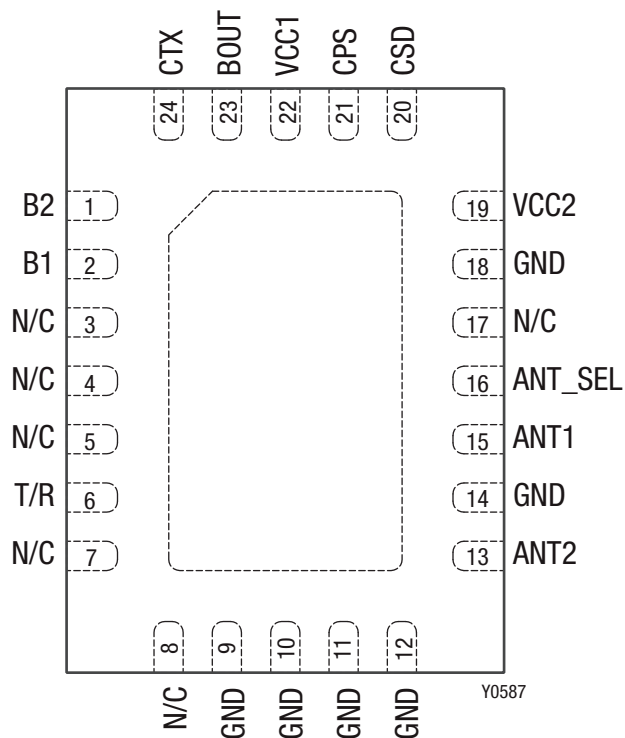 CTX BOUT VCC1 CPS CSD
24 23 22 21 20
B2 1 19 VCC2
B1 2 18 GND
N/C 3 17 N/C
N/C 4 16 ANT_SEL
N/C 5 15 ANT1
T/R 6 14 GND
N/C 7 13 ANT2
8 9 10 11 12
N/C GND GND GND GND
Y0587